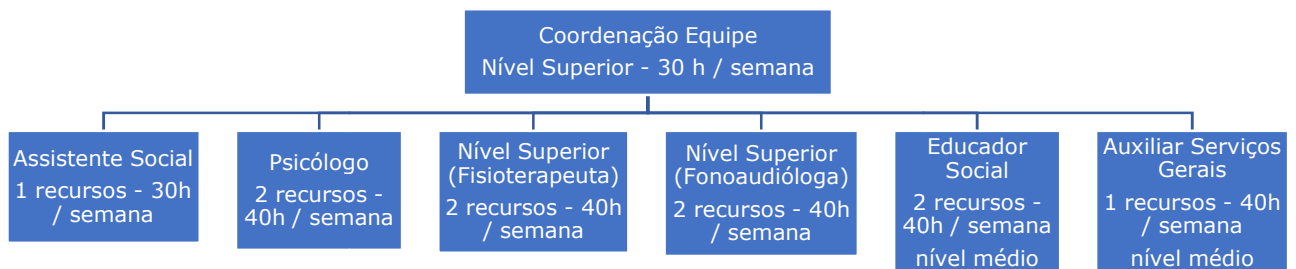 Coordenação Equipe
Nível Superior - 30 h / semana
Assistente Social
1 recursos - 30h
/ semana
Psicólogo
2 recursos -
40h / semana
Nível Superior
(Fisioterapeuta)
2 recursos - 40h
/ semana
Nível Superior
(Fonoaudióloga)
2 recursos - 40h
/ semana
Educador
Social
2 recursos -
40h / semana
nível médio
Auxiliar Serviços
Gerais
1 recursos - 40h
/ semana
nível médio